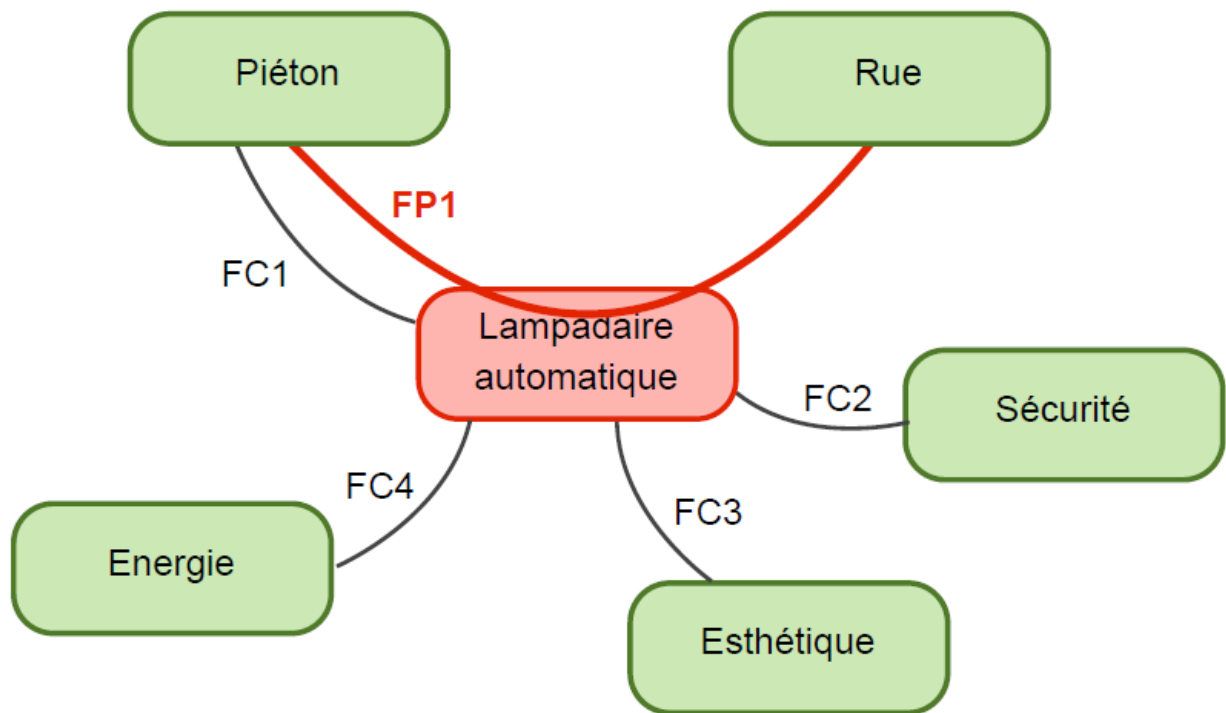 Piéton
Rue
FP1
FC1
Lampadaire
automatique
FC2
Sécurité
FC4
FC3
Energie
Esthétique